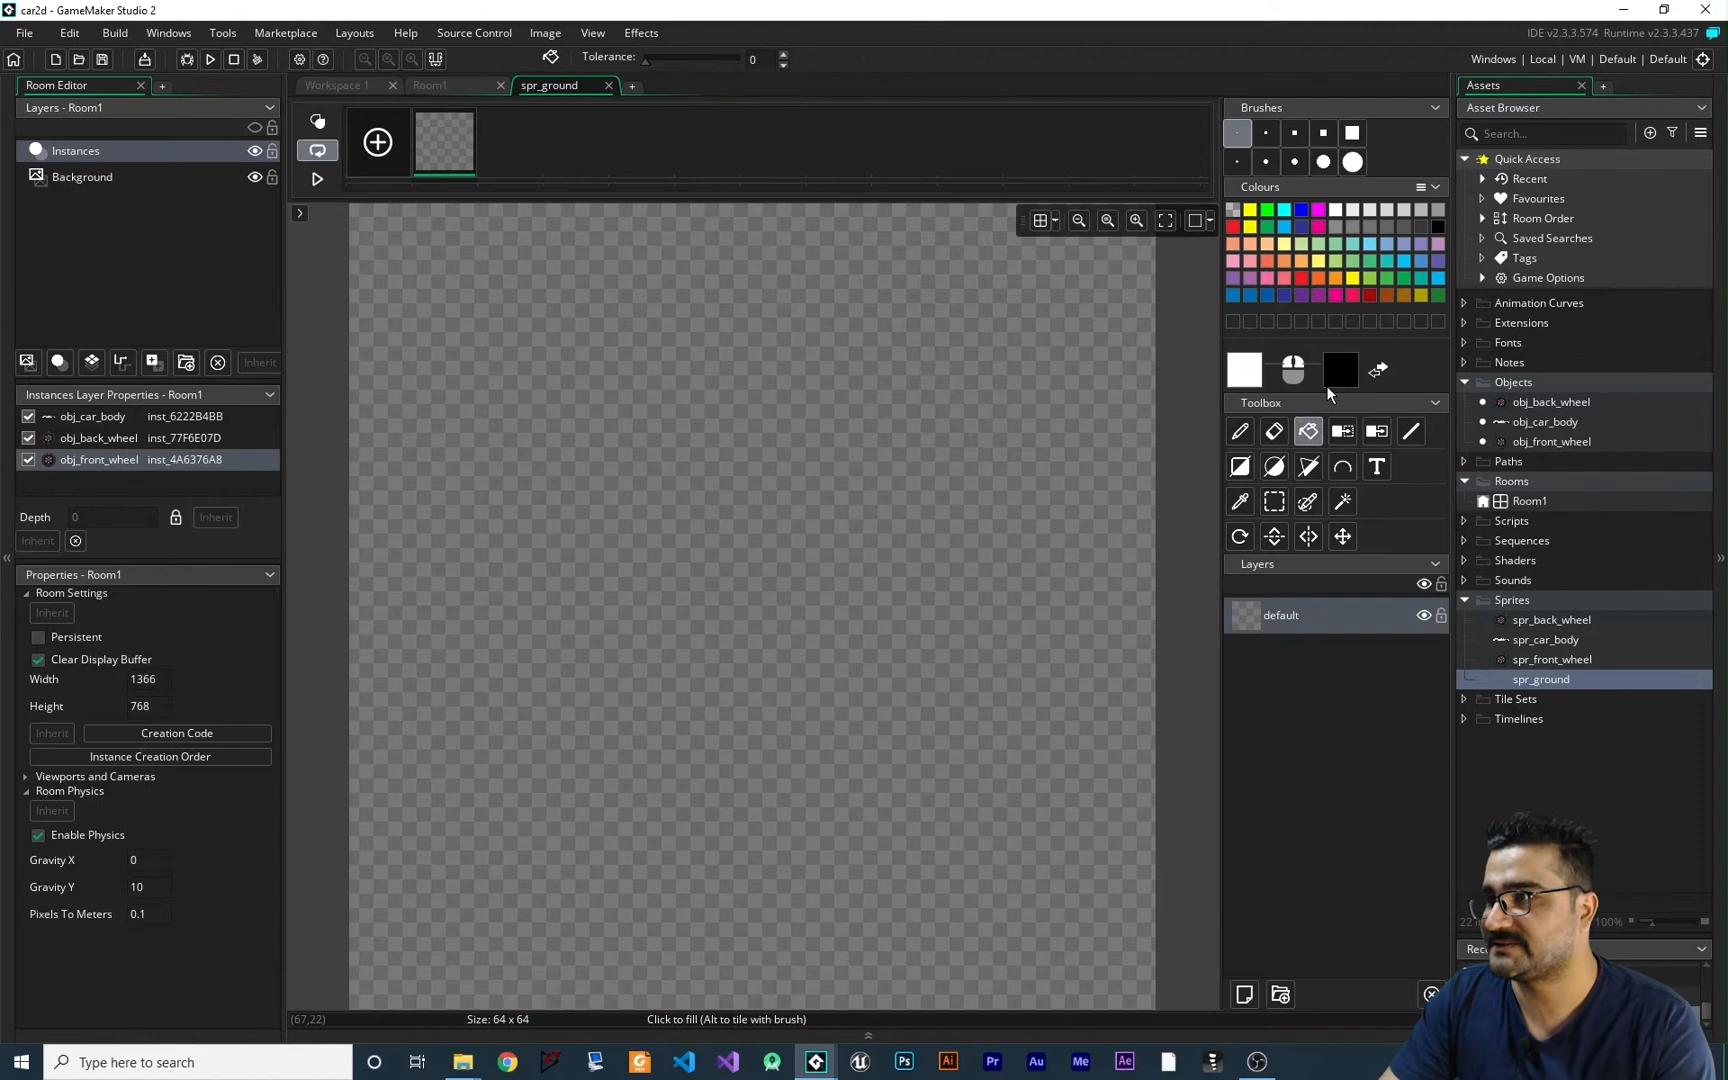 car2d - GameMaker Studio 2
File Edit Build Windows Tools Marketplace Layouts Help Source Control Image View Effects
IDE v2.3.3.574 Runtime v2.3.3.437
Tolerance: 0
Windows | Local | VM | Default | Default
Room Editor
Workspace 1
Room1
spr_ground
Layers - Room1
Instances
Background
Inherit
Instances Layer Properties - Room1
obj_car_body inst_6222B4BB
obj_back_wheel inst_77F6E07D
obj_front_wheel inst_4A6376A8
Depth 0 Inherit
Inherit
Properties - Room1
Room Settings
Inherit
Persistent
Clear Display Buffer
Width 1366
Height 768
Inherit Creation Code
Instance Creation Order
Viewports and Cameras
Room Physics
Inherit
Enable Physics
Gravity X 0
Gravity Y 10
Pixels To Meters 0.1
(67,22) Size: 64 x 64 Click to fill (Alt to tile with brush)
Brushes
Colours
Toolbox
T
Layers
default
Assets
Asset Browser
Search...
Quick Access
Recent
Favourites
Room Order
Saved Searches
Tags
Game Options
Animation Curves
Extensions
Fonts
Notes
Objects
obj_back_wheel
obj_car_body
obj_front_wheel
Paths
Rooms
Room1
Scripts
Sequences
Shaders
Sounds
Sprites
spr_back_wheel
spr_car_body
spr_front_wheel
spr_ground
Tile Sets
Timelines
100%
Type here to search
Ps Ai Pr Au Me Ae